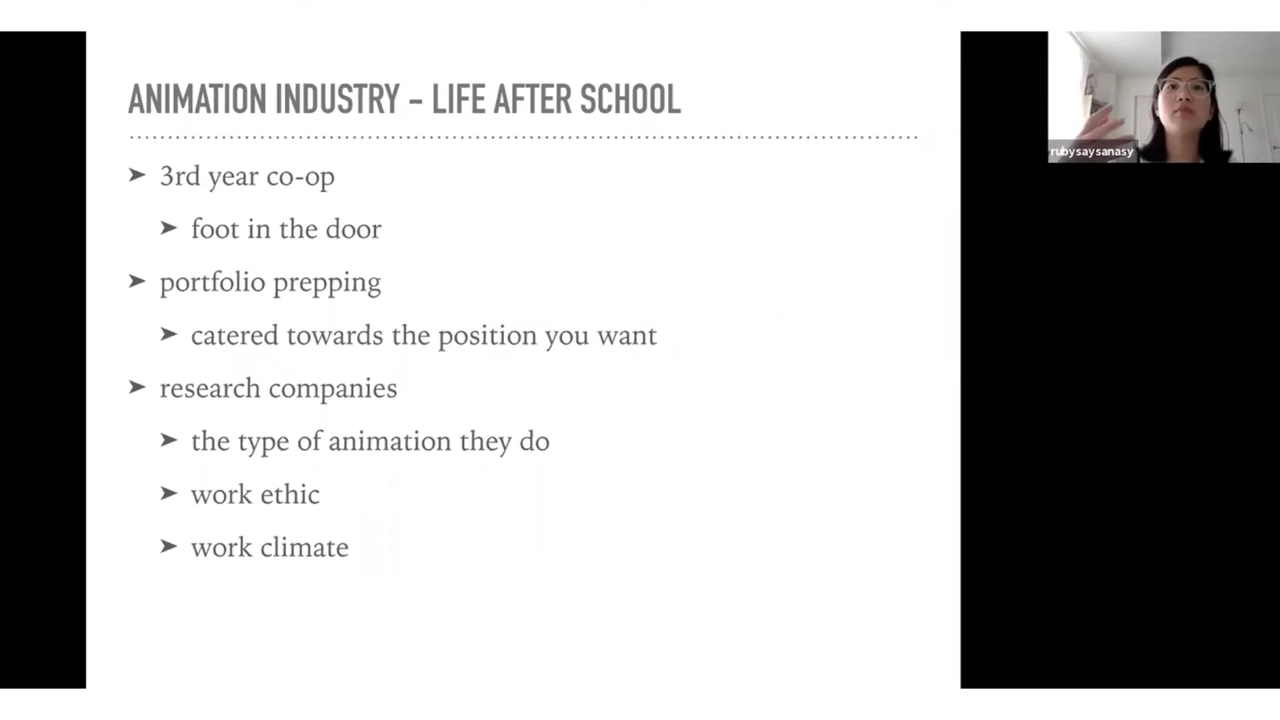 ANIMATION INDUSTRY – LIFE AFTER SCHOOL
➤ 3rd year co-op
➤ foot in the door
➤ portfolio prepping
➤ catered towards the position you want
➤ research companies
➤ the type of animation they do
➤ work ethic
➤ work climate
rubysaysanasy